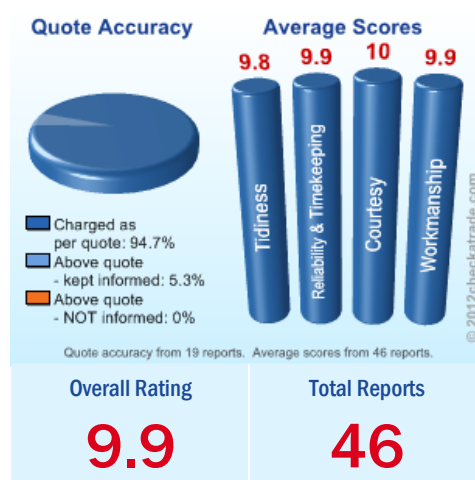 Quote Accuracy
Average Scores
9.8
9.9
10
9.9
Tidiness
Reliability & Timekeeping
Courtesy
Workmanship
Charged as
per quote: 94.7%
Above quote
- kept informed: 5.3%
Above quote
- NOT informed: 0%
© 2012checkatrade.com
Quote accuracy from 19 reports. Average scores from 46 reports.
Overall Rating
9.9
Total Reports
46